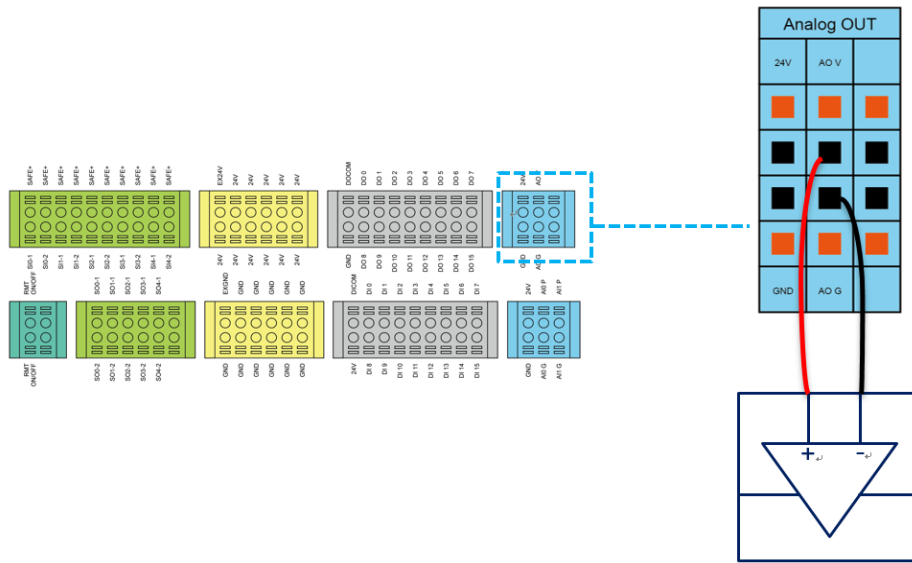 Analog OUT
24V AO V
GND AO G
SAFE+ SAFE+ SAFE+ SAFE+ SAFE+ SAFE+ SAFE+ SAFE+ SAFE+ SAFE+
SI0-1 SI0-2 SI1-1 SI1-2 SI2-1 SI2-2 SI3-1 SI3-2 SI4-1 SI4-2
EX24V 24V 24V 24V 24V 24V
24V 24V 24V 24V 24V 24V
DOCOM DO 0 DO 1 DO 2 DO 3 DO 4 DO 5 DO 6 DO 7
GND DO 8 DO 9 DO 10 DO 11 DO 12 DO 13 DO 14 DO 15
24V AO
GND AO G
RMT
ON/OFF
RMT
ON/OFF
SO0-1 SO1-1 SO2-1 SO3-1 SO4-1
SO0-2 SO1-2 SO2-2 SO3-2 SO4-2
EXGND GND GND GND GND GND
GND GND GND GND GND GND
DICOM DI 0 DI 1 DI 2 DI 3 DI 4 DI 5 DI 6 DI 7
24V DI 8 DI 9 DI 10 DI 11 DI 12 DI 13 DI 14 DI 15
24V AI0 P AI1 P
GND AI0 G AI1 G
+ -